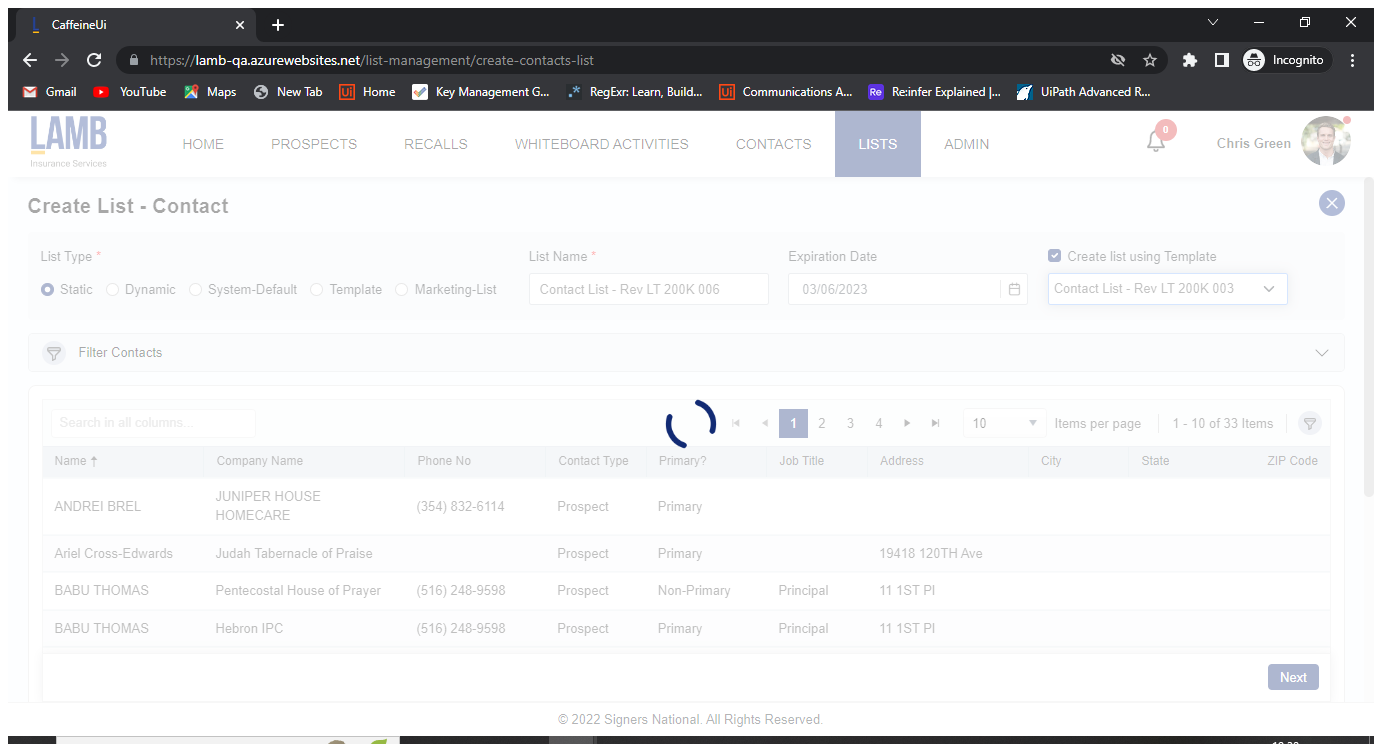 CaffeineUi
https://lamb-qa.azurewebsites.net/list-management/create-contacts-list
Incognito
Gmail YouTube Maps New Tab Ui Home Key Management G... RegExr: Learn, Build... Ui Communications A... Re Re:infer Explained |... UiPath Advanced R...
LAMB
Insurance Services
HOME PROSPECTS RECALLS WHITEBOARD ACTIVITIES CONTACTS LISTS ADMIN 0 Chris Green
Create List - Contact
List Type * List Name * Expiration Date Create list using Template
Static Dynamic System-Default Template Marketing-List Contact List - Rev LT 200K 006 03/06/2023 Contact List - Rev LT 200K 003
Filter Contacts
Search in all columns... 1 2 3 4 10 Items per page 1 - 10 of 33 Items
Name Company Name Phone No Contact Type Primary? Job Title Address City State ZIP Code
ANDREI BREL JUNIPER HOUSE HOMECARE (354) 832-6114 Prospect Primary
Ariel Cross-Edwards Judah Tabernacle of Praise Prospect Primary 19418 120TH Ave
BABU THOMAS Pentecostal House of Prayer (516) 248-9598 Prospect Non-Primary Principal 11 1ST Pl
BABU THOMAS Hebron IPC (516) 248-9598 Prospect Primary Principal 11 1ST Pl
Next
© 2022 Signers National. All Rights Reserved.